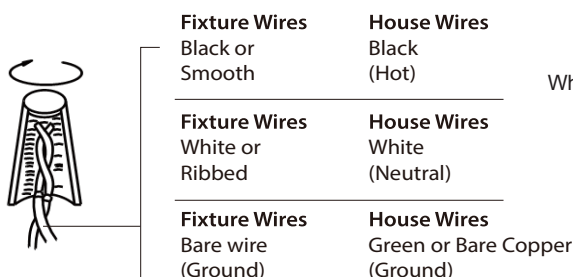 Fixture Wires House Wires
Black or Black
Smooth (Hot)
Wh
Fixture Wires House Wires
White or White
Ribbed (Neutral)
Fixture Wires House Wires
Bare wire Green or Bare Copper
(Ground) (Ground)